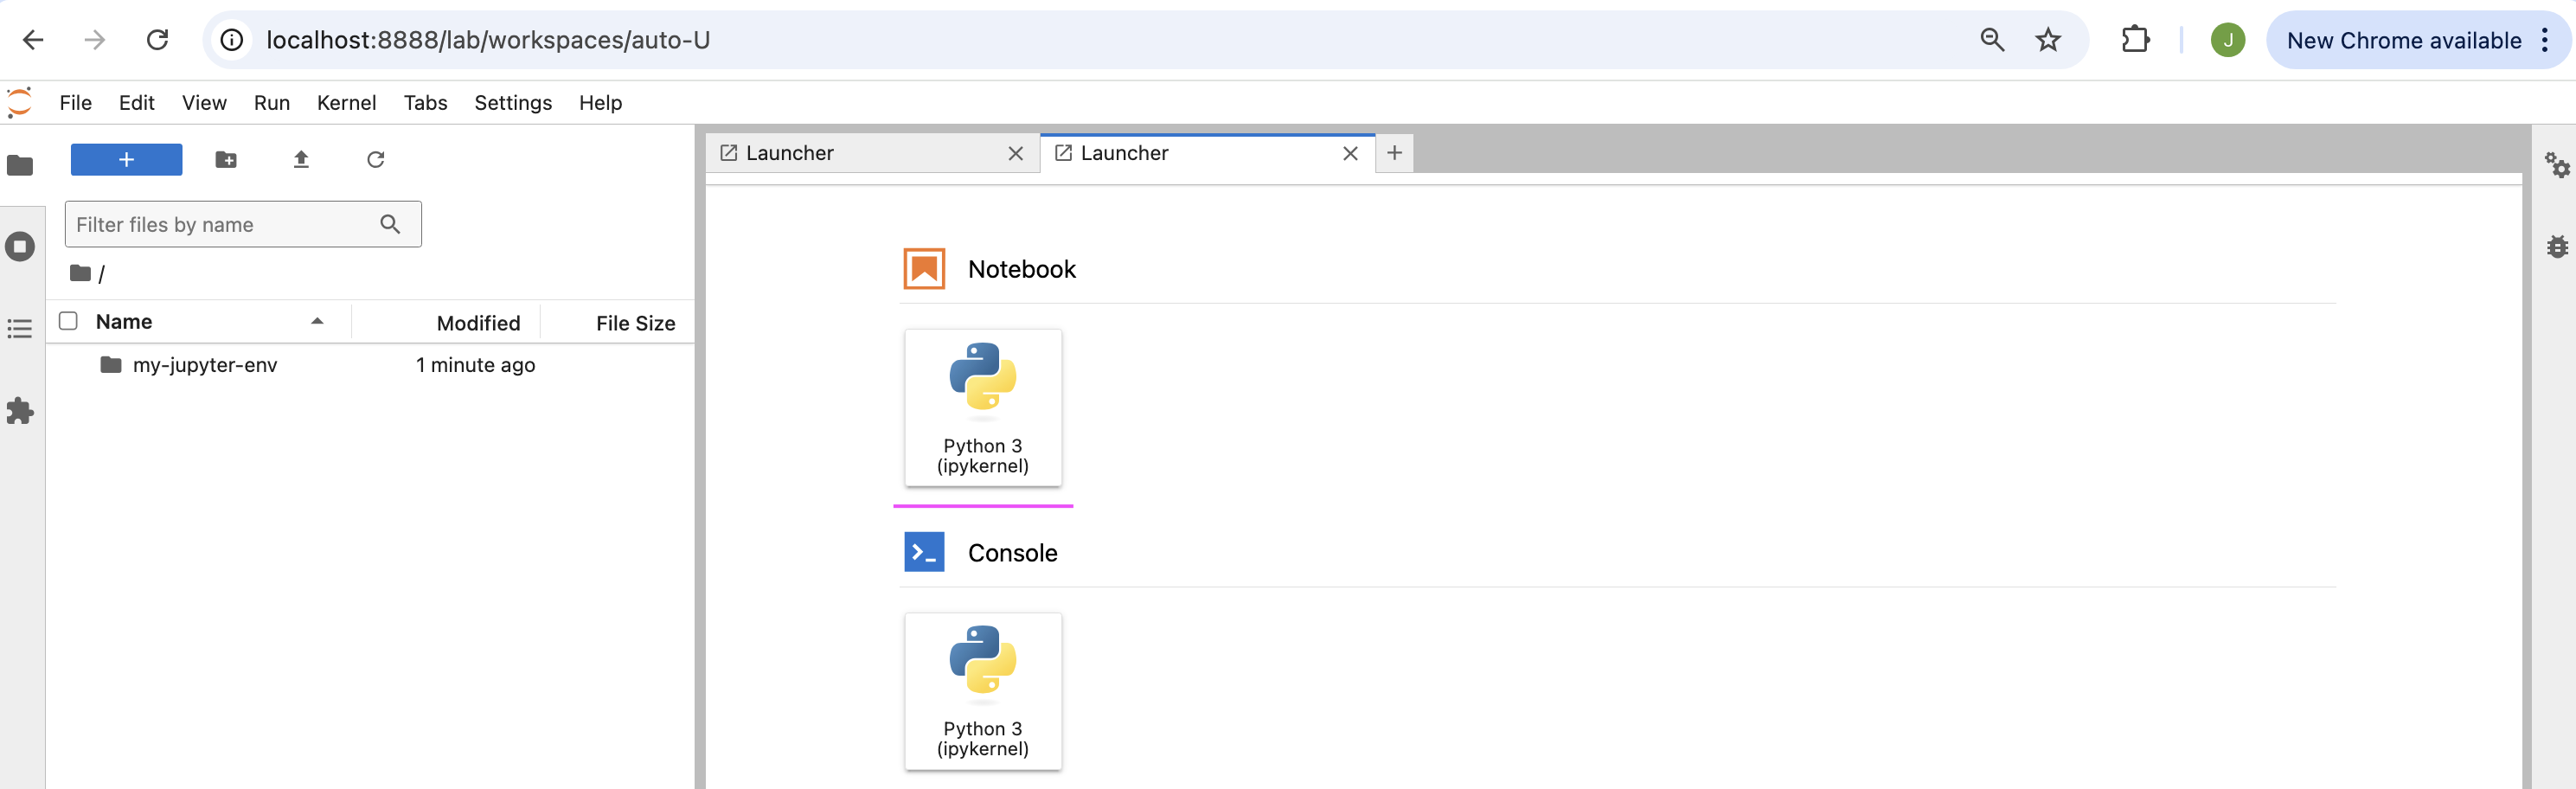 localhost:8888/lab/workspaces/auto-U
J
New Chrome available
File Edit View Run Kernel Tabs Settings Help
+
Launcher
Launcher
+
Filter files by name
/
Name Modified File Size
my-jupyter-env 1 minute ago
Notebook
Python 3
(ipykernel)
Console
Python 3
(ipykernel)